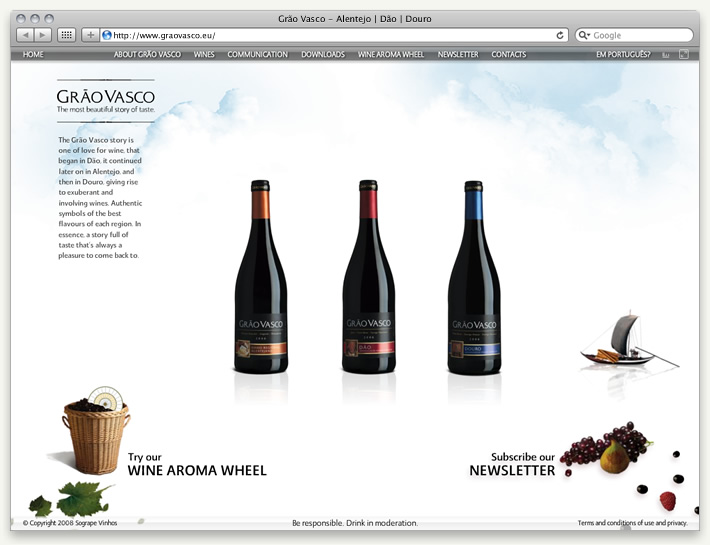 Grão Vasco – Alentejo | Dão | Douro
http://www.graovasco.eu/
Google
HOME ABOUT GRÃO VASCO WINES COMMUNICATION DOWNLOADS WINE AROMA WHEEL NEWSLETTER CONTACTS EM PORTUGUÊS?
GRÃO VASCO
The most beautiful story of taste.
The Grão Vasco story is
one of love for wine, that
began in Dão, it continued
later on in Alentejo, and
then in Douro, giving rise
to exuberant and
involving wines. Authentic
symbols of the best
flavours of each region. In
essence, a story full of
taste that's always a
pleasure to come back to.
GRÃO VASCO GRÃO VASCO GRÃO VASCO
DÃO DOURO
Try our
WINE AROMA WHEEL
Subscribe our
NEWSLETTER
© Copyright 2008 Sogrape Vinhos Be responsible. Drink in moderation. Terms and conditions of use and privacy.